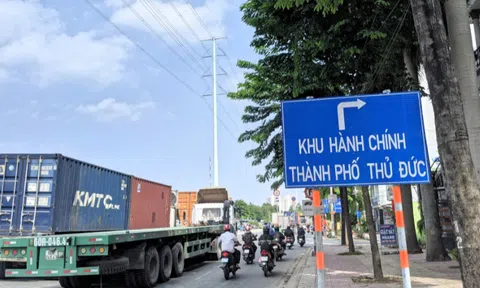 KHU HÀNH CHÍNH
THÀNH PHỐ THỦ ĐỨC
KMTC